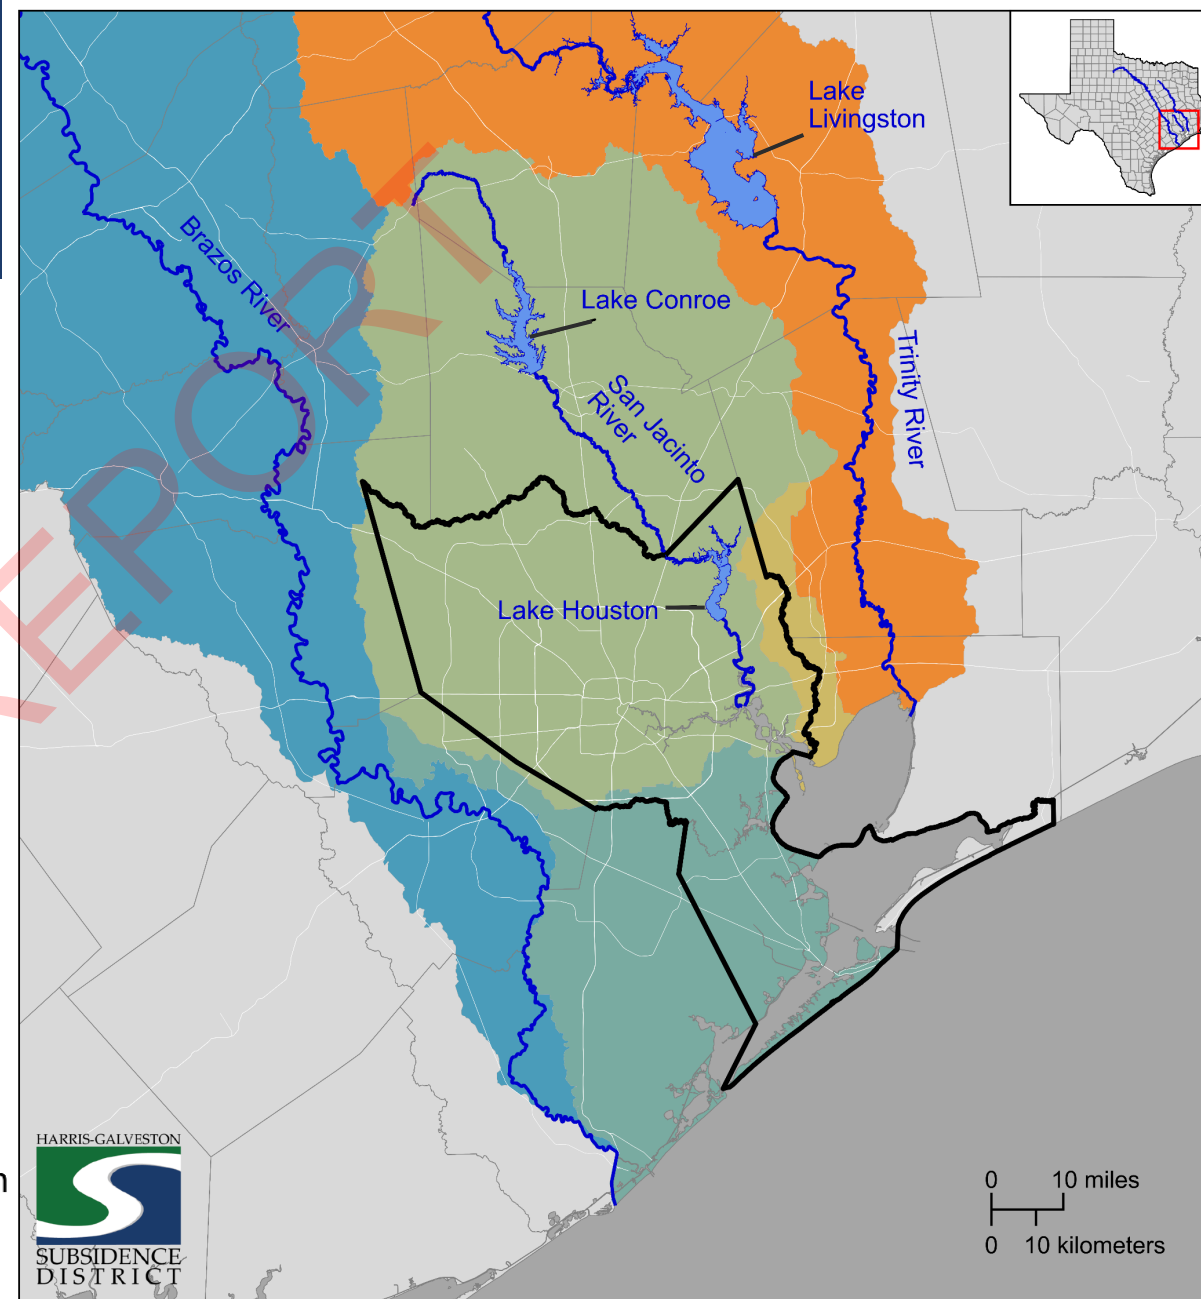 Lake
Livingston
Brazos River
Lake Conroe
Trinity River
San Jacinto
River
Lake Houston
REPORT
HARRIS-GALVESTON
SUBSIDENCE
DISTRICT
0 10 miles
0 10 kilometers